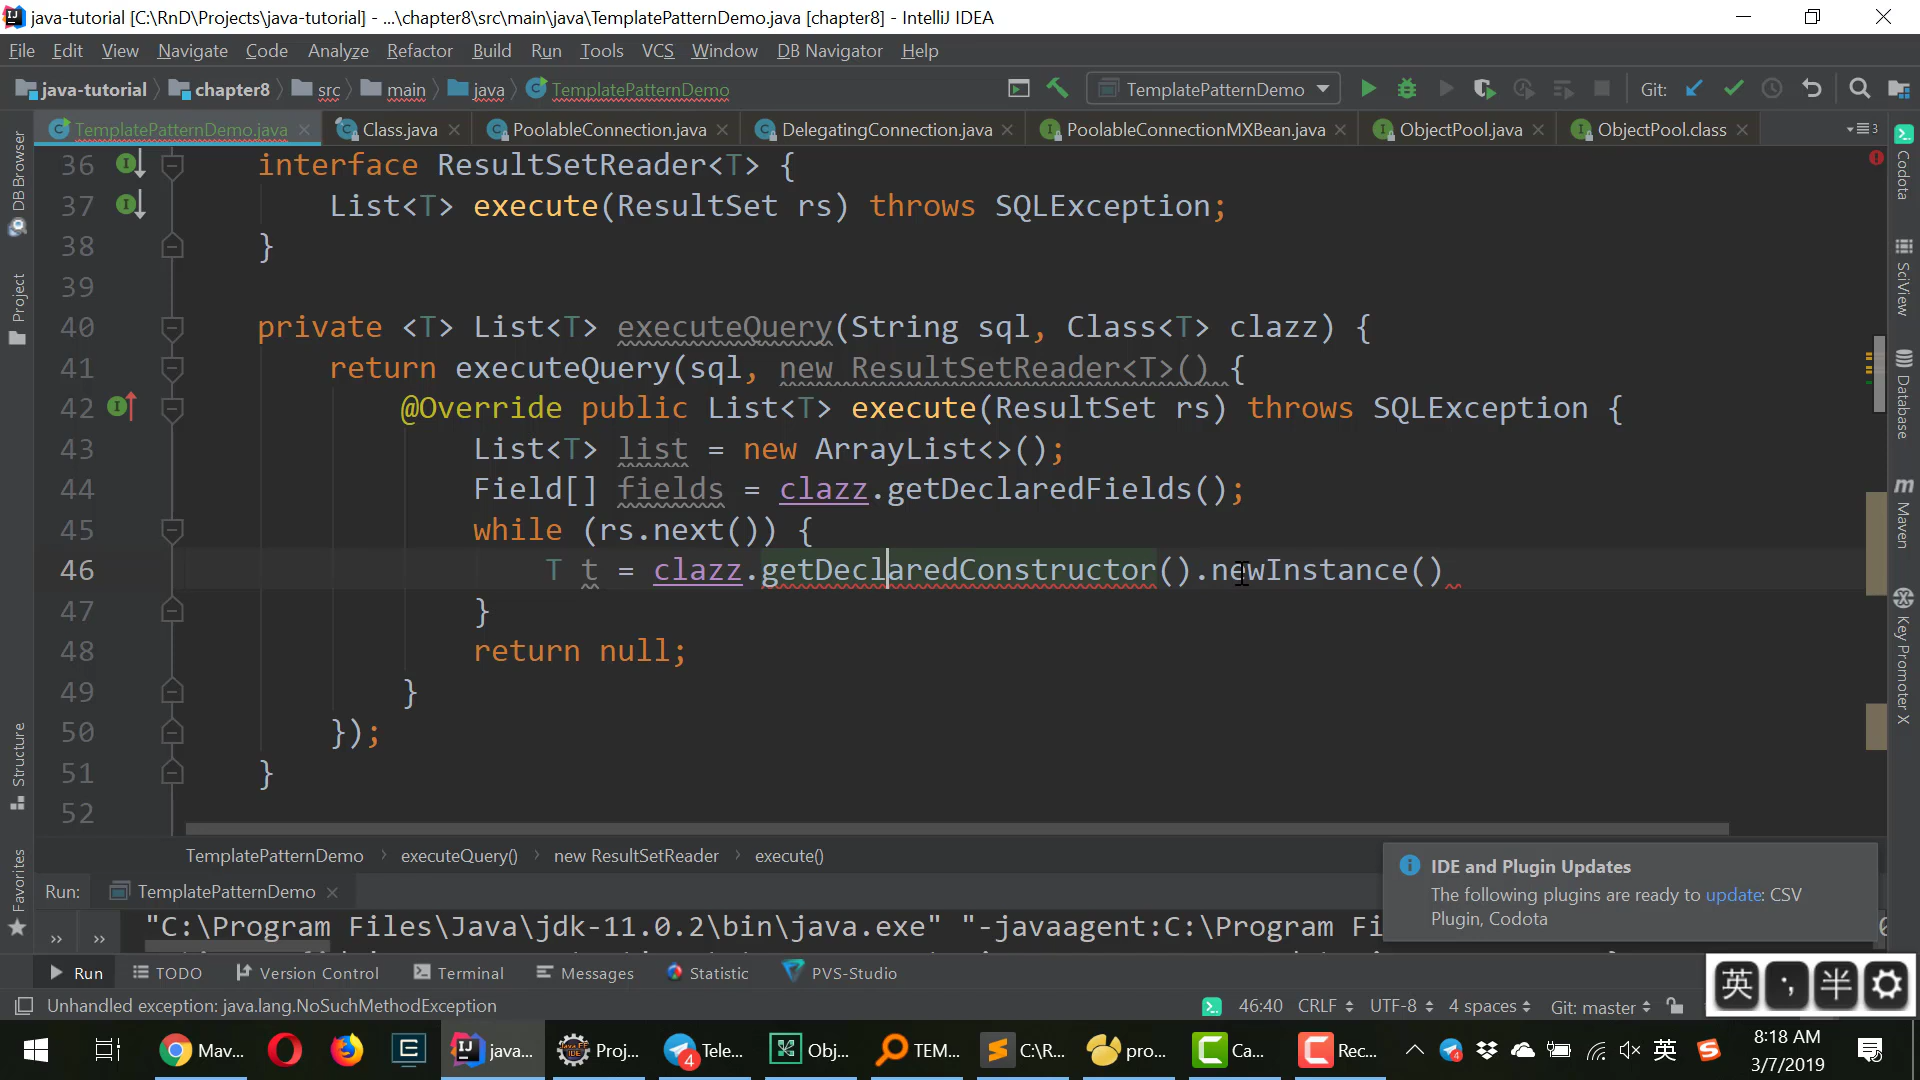 java-tutorial [C:\RnD\Projects\java-tutorial] - ...\chapter8\src\main\java\TemplatePatternDemo.java [chapter8] - IntelliJ IDEA
File Edit View Navigate Code Analyze Refactor Build Run Tools VCS Window DB Navigator Help
java-tutorial chapter8 src main java TemplatePatternDemo TemplatePatternDemo Git:
TemplatePatternDemo.java Class.java PoolableConnection.java DelegatingConnection.java PoolableConnectionMXBean.java ObjectPool.java ObjectPool.class 3
36 interface ResultSetReader<T> {
37 List<T> execute(ResultSet rs) throws SQLException;
38 }
39
40 private <T> List<T> executeQuery(String sql, Class<T> clazz) {
41 return executeQuery(sql, new ResultSetReader<T>() {
42 @Override public List<T> execute(ResultSet rs) throws SQLException {
43 List<T> list = new ArrayList<>();
44 Field[] fields = clazz.getDeclaredFields();
45 while (rs.next()) {
46 T t = clazz.getDeclaredConstructor().newInstance()
47 }
48 return null;
49 }
50 });
51 }
52
DB Browser
Project
Structure
Favorites
Codota
SciView
Database
Maven
Key Promoter X
TemplatePatternDemo executeQuery() new ResultSetReader execute()
IDE and Plugin Updates
The following plugins are ready to update: CSV
Plugin, Codota
Run: TemplatePatternDemo
"C:\Program Files\Java\jdk-11.0.2\bin\java.exe" "-javaagent:C:\Program Fi
Run TODO Version Control Terminal Messages Statistic PVS-Studio
英 半
Unhandled exception: java.lang.NoSuchMethodException 46:40 CRLF UTF-8 4 spaces Git: master
Mav... java... Proj... 4 Tele... Obj... TEM... C:\R... pro... Ca... Rec... 英
8:18 AM
3/7/2019